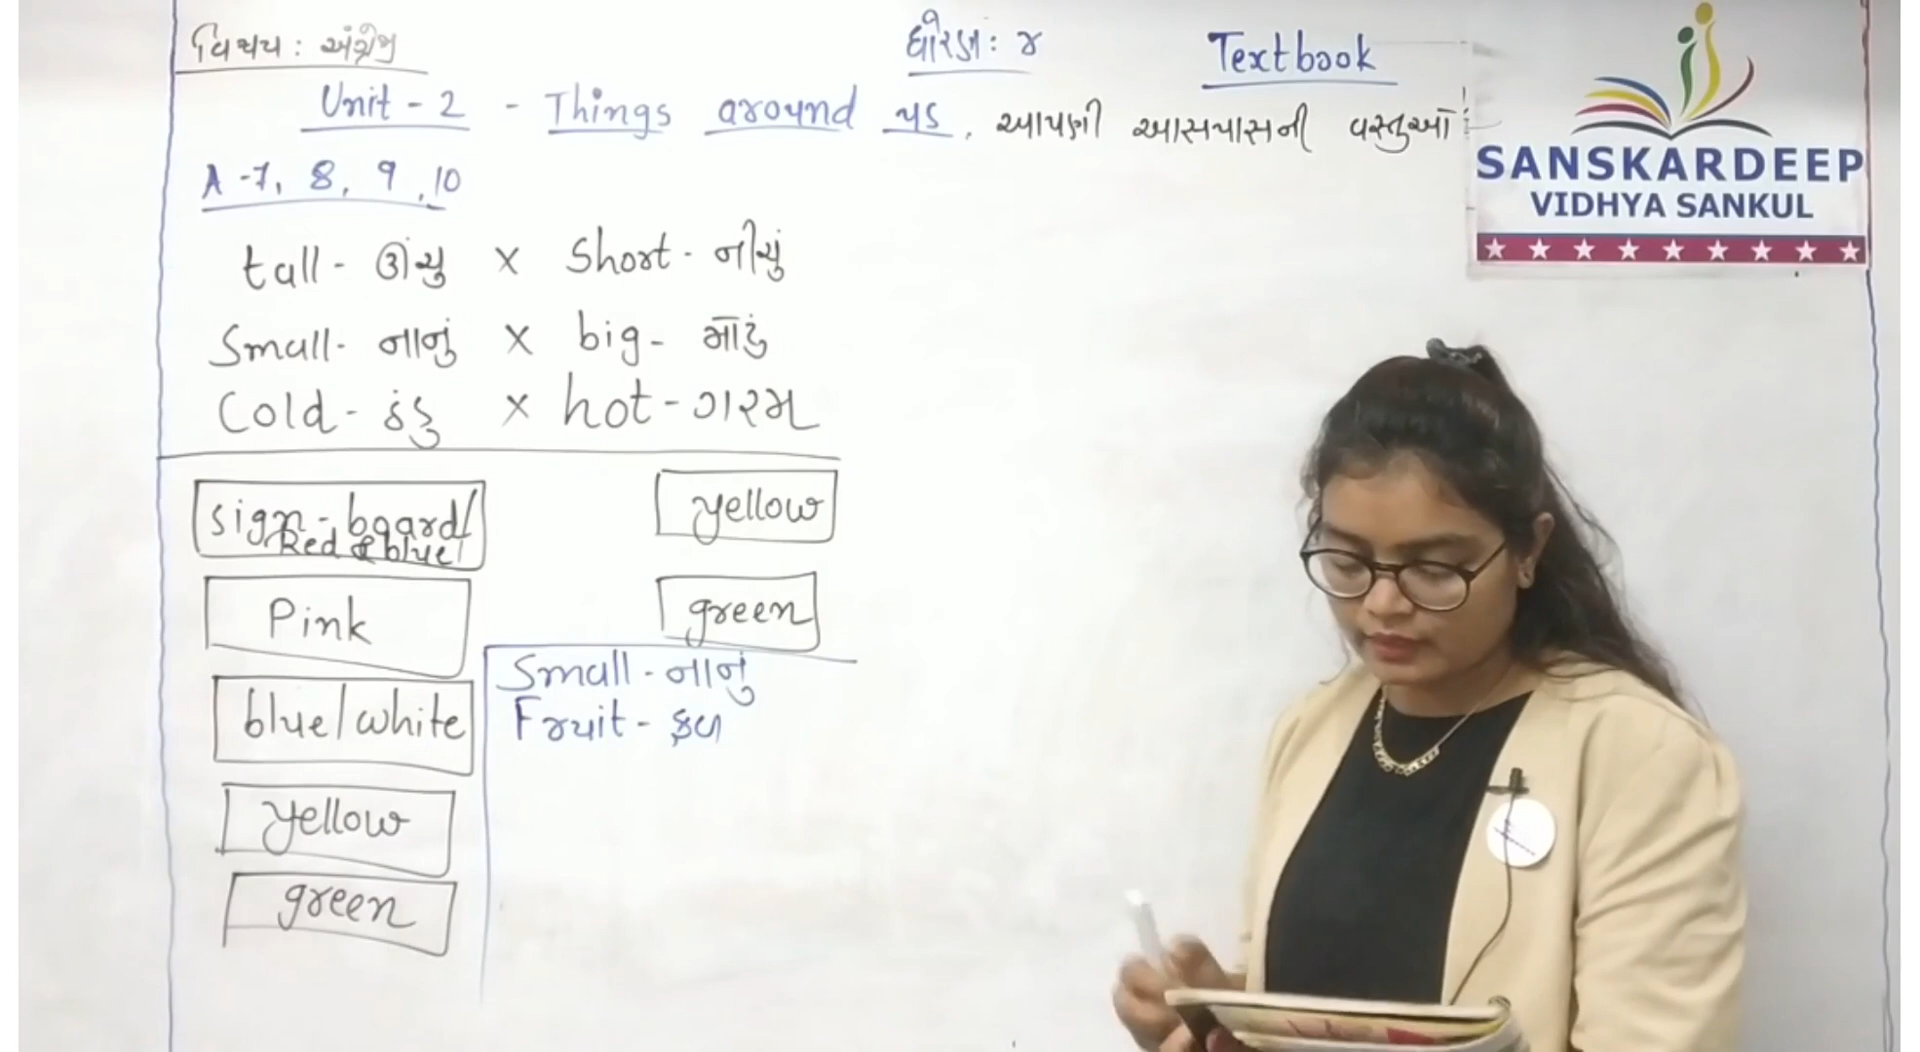 વિષય : અંગ્રેજી
ધોરણ : ૪
Textbook
Unit - 2 - Things around us. આપણી આસપાસની વસ્તુઓ
A - 7, 8, 9, 10
tall - ઊંચુ × Short - નીચું
Small - નાનું × big - મોટું
Cold - ઠંડુ × hot - ગરમ
sign - board/
Red & blue
Pink
blue/white
yellow
green
yellow
green
Small - નાનું
Fruit - ફળ
SANSKARDEEP
VIDHYA SANKUL